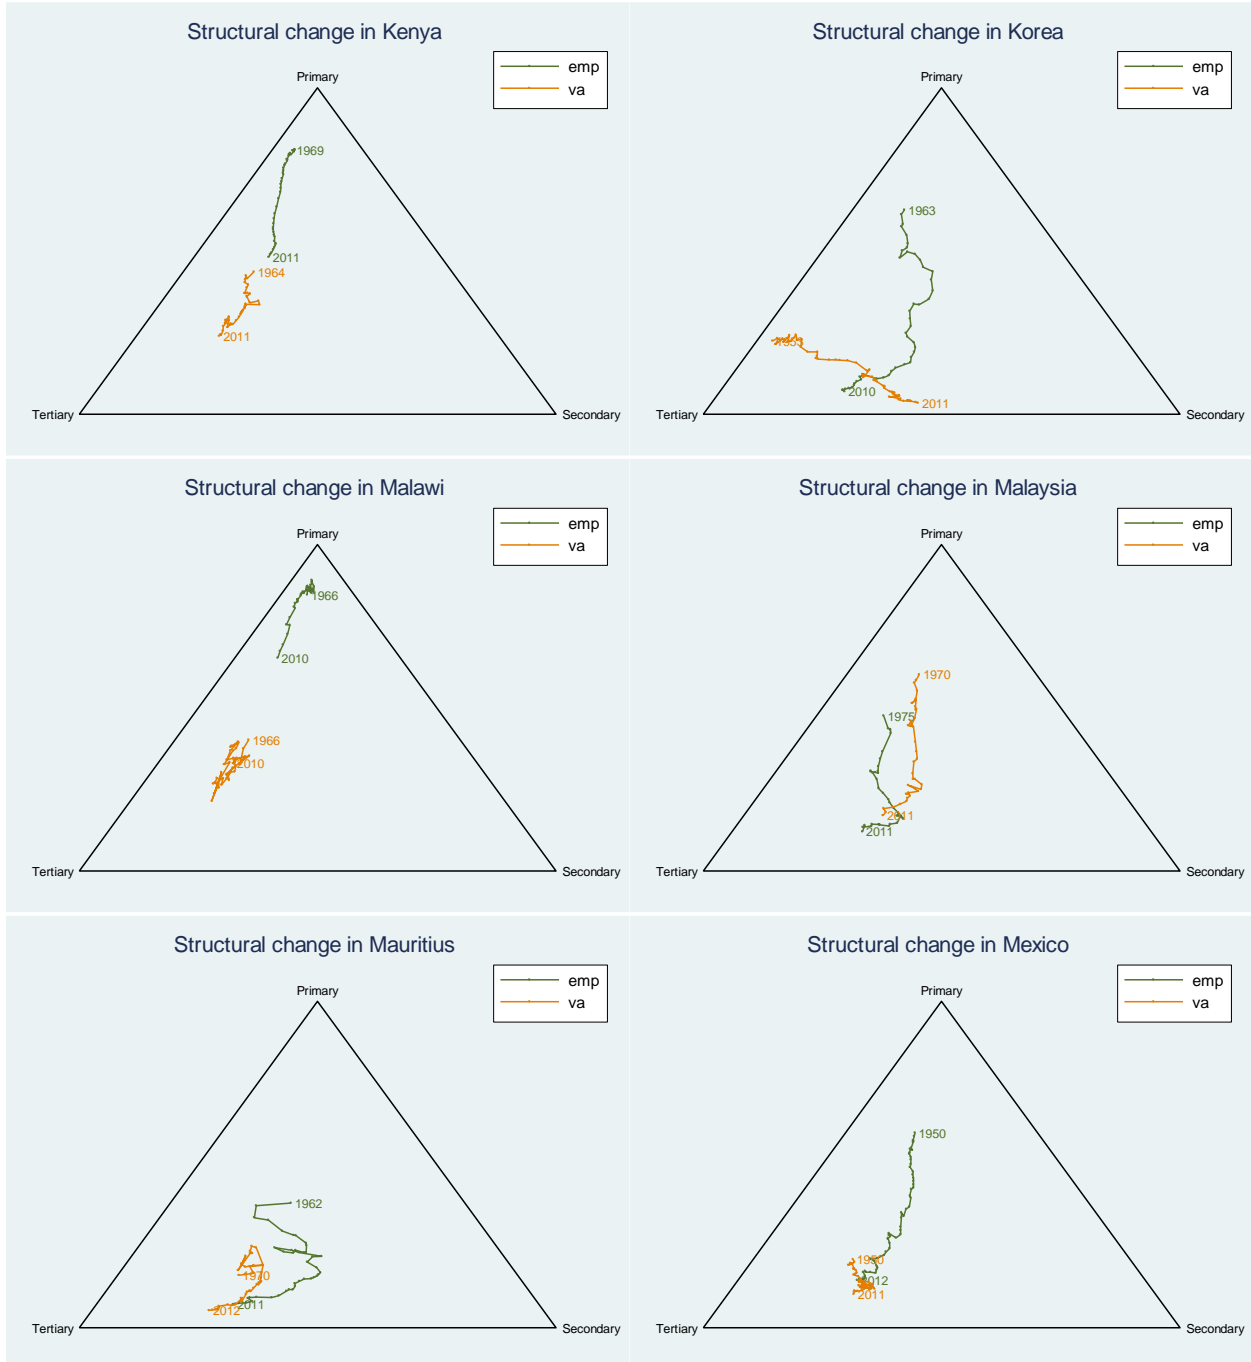 Structural change in Kenya
emp
va
Primary
1969
2011
1964
2011
Tertiary
Secondary
Structural change in Korea
emp
va
Primary
1963
2010
2011
Tertiary
Secondary
Structural change in Malawi
emp
va
Primary
1966
2010
1966
2010
Tertiary
Secondary
Structural change in Malaysia
emp
va
Primary
1970
1975
2011
2011
Tertiary
Secondary
Structural change in Mauritius
emp
va
Primary
1962
1970
2011
2012
Tertiary
Secondary
Structural change in Mexico
emp
va
Primary
1950
1950
2012
2011
Tertiary
Secondary